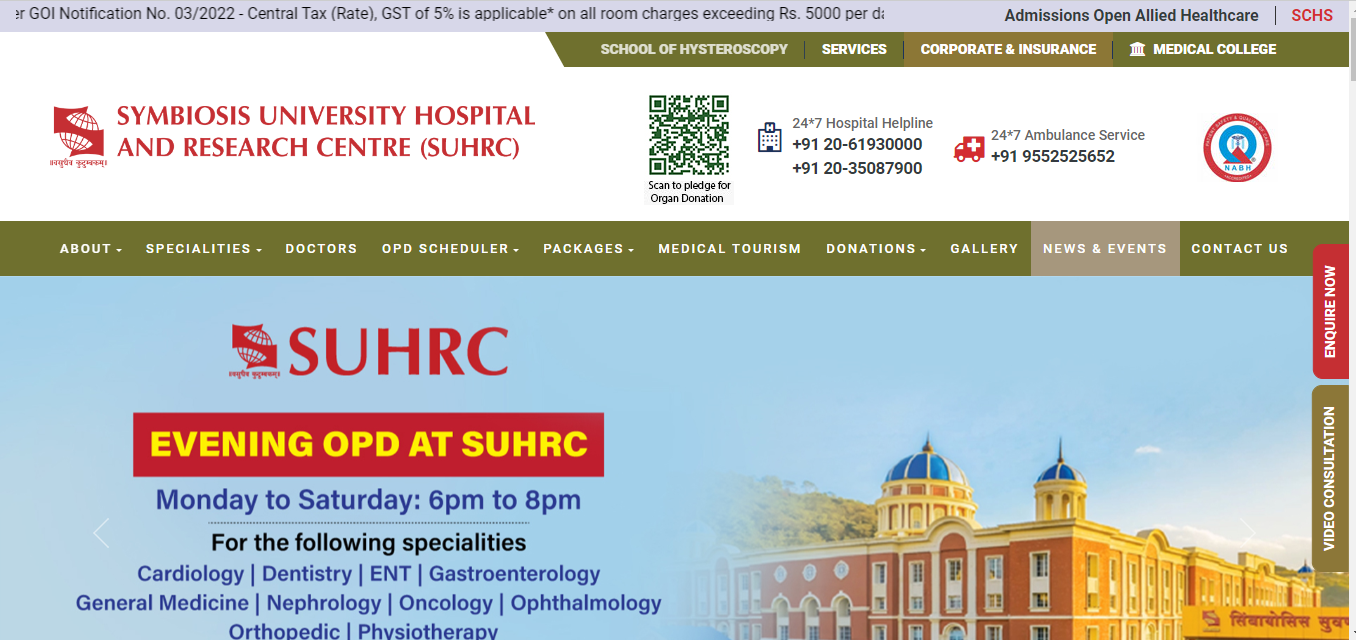 er GOI Notification No. 03/2022 - Central Tax (Rate), GST of 5% is applicable* on all room charges exceeding Rs. 5000 per da
Admissions Open Allied Healthcare
SCHS
SCHOOL OF HYSTEROSCOPY
SERVICES
CORPORATE & INSURANCE
MEDICAL COLLEGE
SYMBIOSIS UNIVERSITY HOSPITAL
AND RESEARCH CENTRE (SUHRC)
॥वसुधैव कुटुम्बकम्॥
Scan to pledge for
Organ Donation
24*7 Hospital Helpline
+91 20-61930000
+91 20-35087900
24*7 Ambulance Service
+91 9552525652
NABH
ABOUT
SPECIALITIES
DOCTORS
OPD SCHEDULER
PACKAGES
MEDICAL TOURISM
DONATIONS
GALLERY
NEWS & EVENTS
CONTACT US
ENQUIRE NOW
VIDEO CONSULTATION
SUHRC
॥वसुधैव कुटुम्बकम्॥
EVENING OPD AT SUHRC
Monday to Saturday: 6pm to 8pm
For the following specialities
Cardiology | Dentistry | ENT | Gastroenterology
General Medicine | Nephrology | Oncology | Ophthalmology
Orthopedic | Physiotherapy
सिंबायोसिस